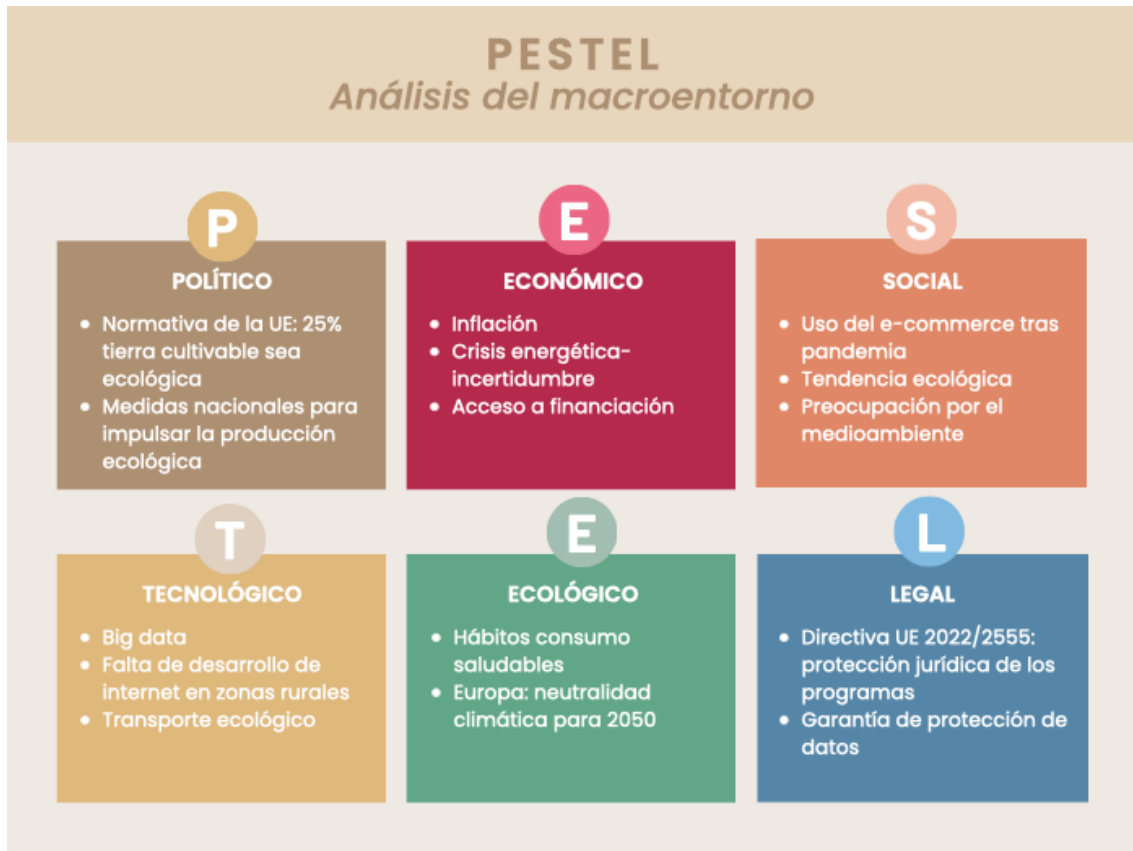 PESTEL
Análisis del macroentorno
P
POLÍTICO
• Normativa de la UE: 25%
tierra cultivable sea
ecológica
• Medidas nacionales para
impulsar la producción
ecológica
E
ECONÓMICO
• Inflación
• Crisis energética-
incertidumbre
• Acceso a financiación
S
SOCIAL
• Uso del e-commerce tras
pandemia
• Tendencia ecológica
• Preocupación por el
medioambiente
T
TECNOLÓGICO
• Big data
• Falta de desarrollo de
internet en zonas rurales
• Transporte ecológico
E
ECOLÓGICO
• Hábitos consumo
saludables
• Europa: neutralidad
climática para 2050
L
LEGAL
• Directiva UE 2022/2555:
protección jurídica de los
programas
• Garantía de protección de
datos